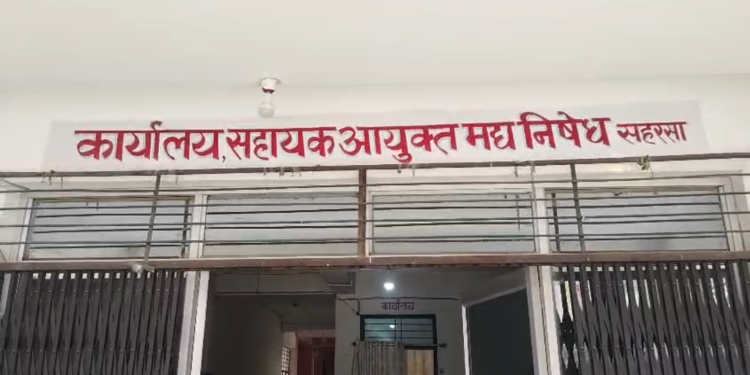 कार्यालय, सहायक आयुक्त मद्य निषेध सहरसा
कार्यालय